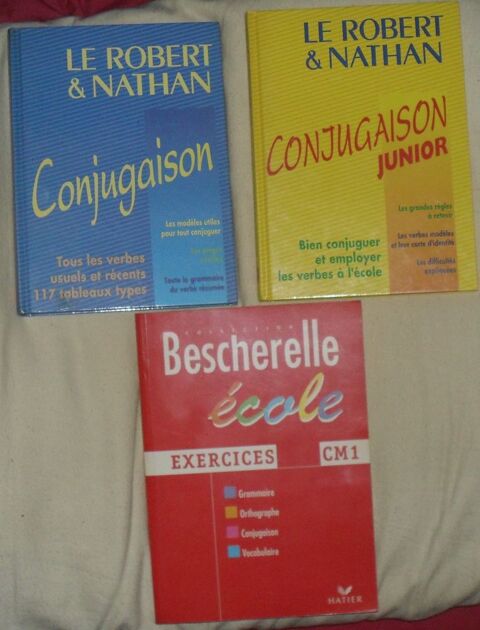 LE ROBERT
& NATHAN
Conjugaison
Les modèles utiles
pour tout conjuguer
Tous les verbes
usuels et récents
117 tableaux types
Toute la grammaire
du verbe résumée
LE ROBERT
& NATHAN
CONJUGAISON
JUNIOR
Les grandes règles
à retenir
Bien conjuguer
et employer
les verbes à l'école
Les verbes modèles
et leur carte d'identité
Les difficultés
expliquées
COLLECTION
Bescherelle
école
EXERCICES
CM1
Grammaire
Orthographe
Conjugaison
Vocabulaire
HATIER